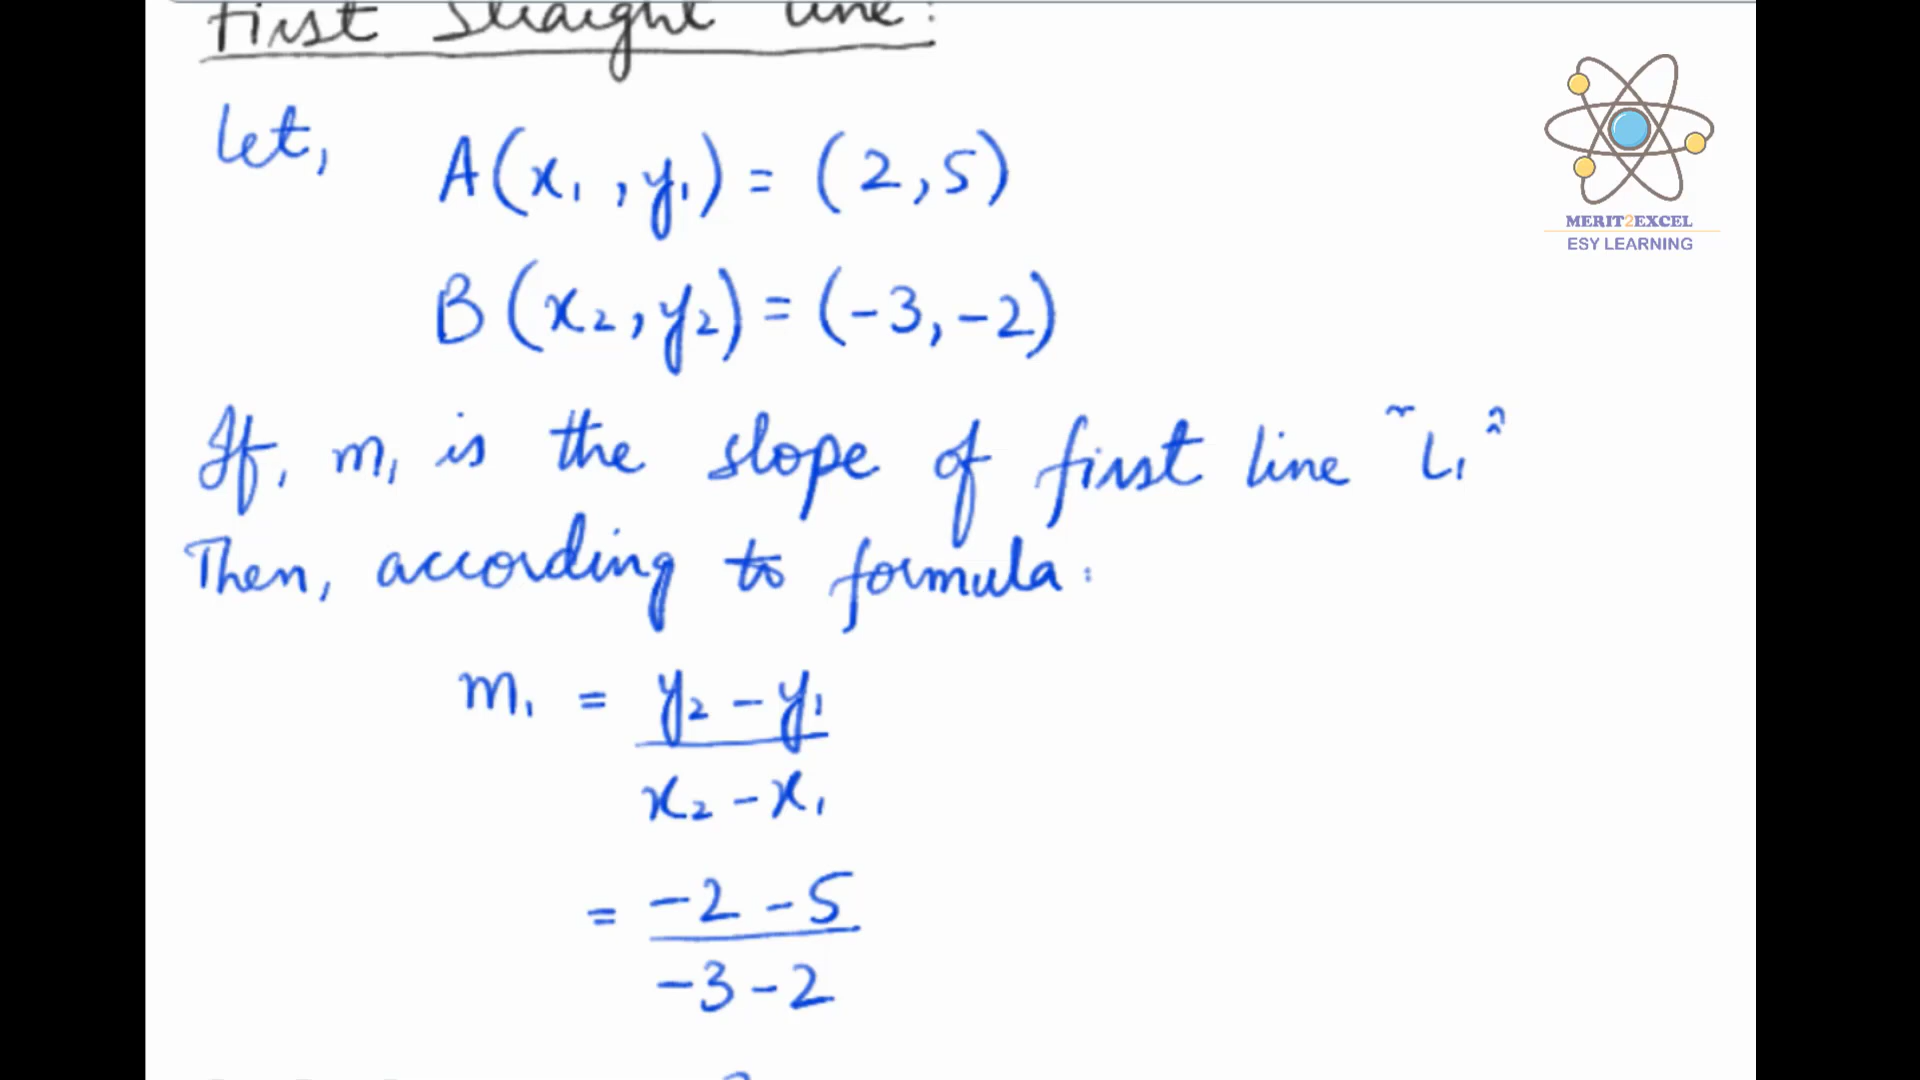 First straight line:
Let,
A(x₁, y₁) = (2, 5)
B(x₂, y₂) = (-3, -2)
If, m₁ is the slope of first line "L₁"
Then, according to formula:
m₁ = y₂ - y₁
x₂ - x₁
= -2 - 5
-3 - 2
MERIT2EXCEL
ESY LEARNING